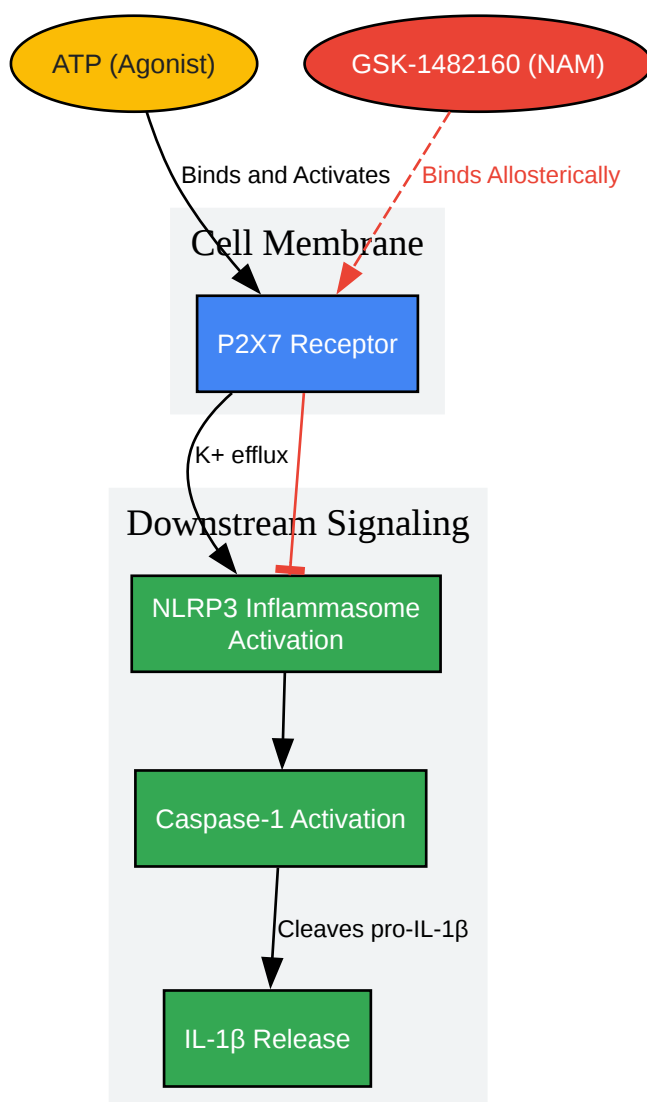 ATP (Agonist)
GSK-1482160 (NAM)
Binds and Activates
Binds Allosterically
Cell Membrane
P2X7 Receptor
K+ efflux
Downstream Signaling
NLRP3 Inflammasome
Activation
Caspase-1 Activation
Cleaves pro-IL-1β
IL-1β Release